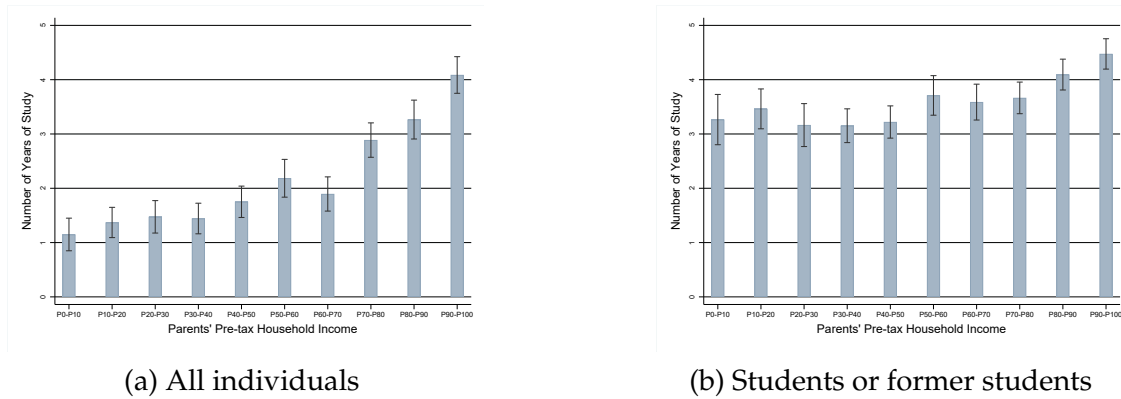 Number of Years of Study
5
4
3
2
1
0
P0-P10 P10-P20 P20-P30 P30-P40 P40-P50 P50-P60 P60-P70 P70-P80 P80-P90 P90-P100
Parents' Pre-tax Household Income
(a) All individuals
Number of Years of Study
5
4
3
2
1
0
P0-P10 P10-P20 P20-P30 P30-P40 P40-P50 P50-P60 P60-P70 P70-P80 P80-P90 P90-P100
Parents' Pre-tax Household Income
(b) Students or former students